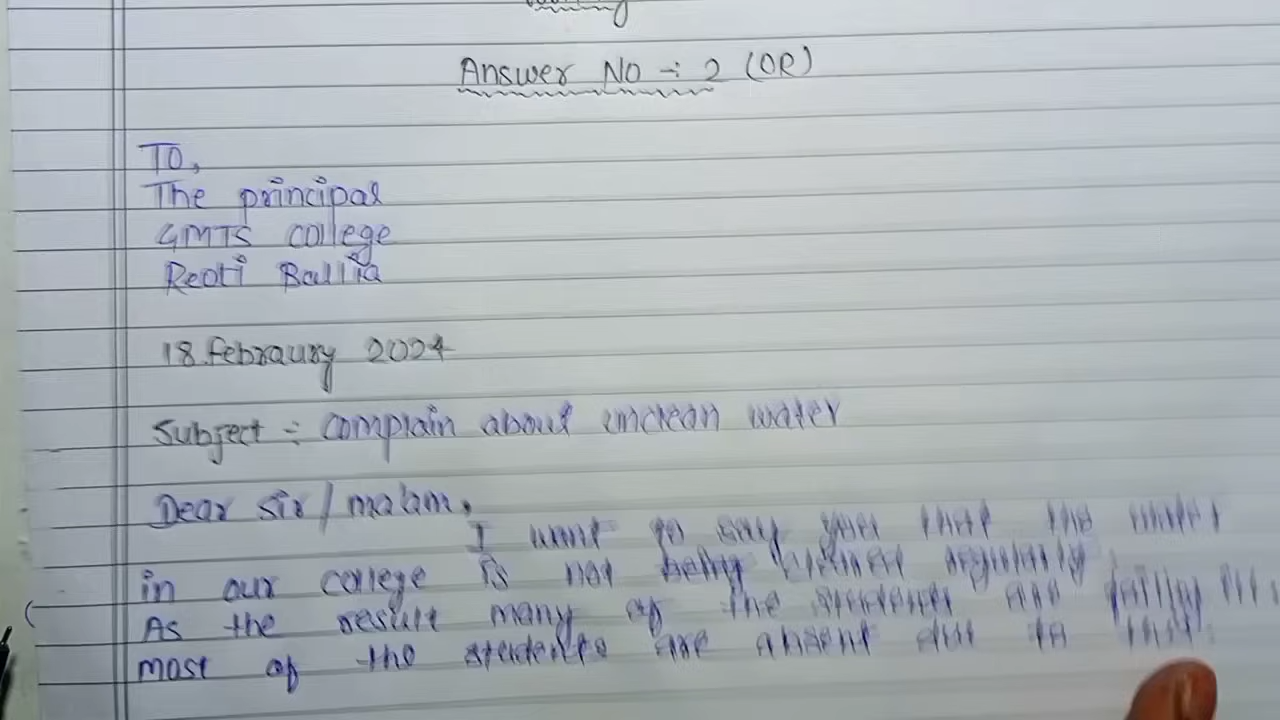 Answer No ÷ 2 (OR)
To,
The principal
GMTS college
Reoti Ballia
18.Febraury 2024
Subject ÷ complain about unclean water
Dear sir/madam,
I want to say you that the water
in our college is not being cleaned regularly
As the result many of the students are falling ill.
most of the students are absent due to this.